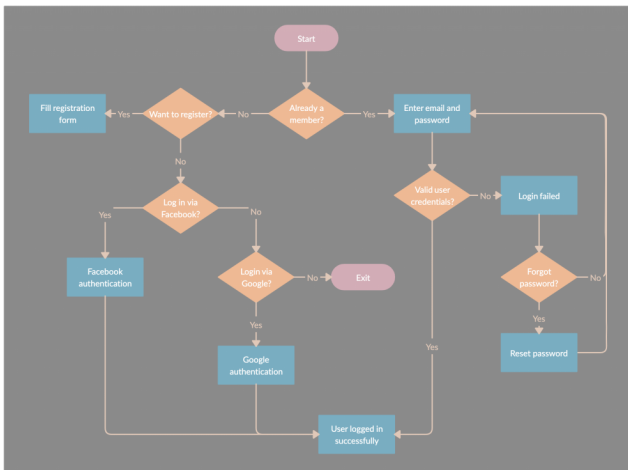 Start
Fill registration
form
Yes
Want to register?
No
Already a
member?
Yes
Enter email and
password
No
Log in via
Facebook?
Valid user
credentials?
No
Login failed
Yes
No
Facebook
authentication
Login via
Google?
No
Exit
Forgot
password?
No
Yes
Yes
Yes
Google
authentication
Reset password
User logged in
successfully